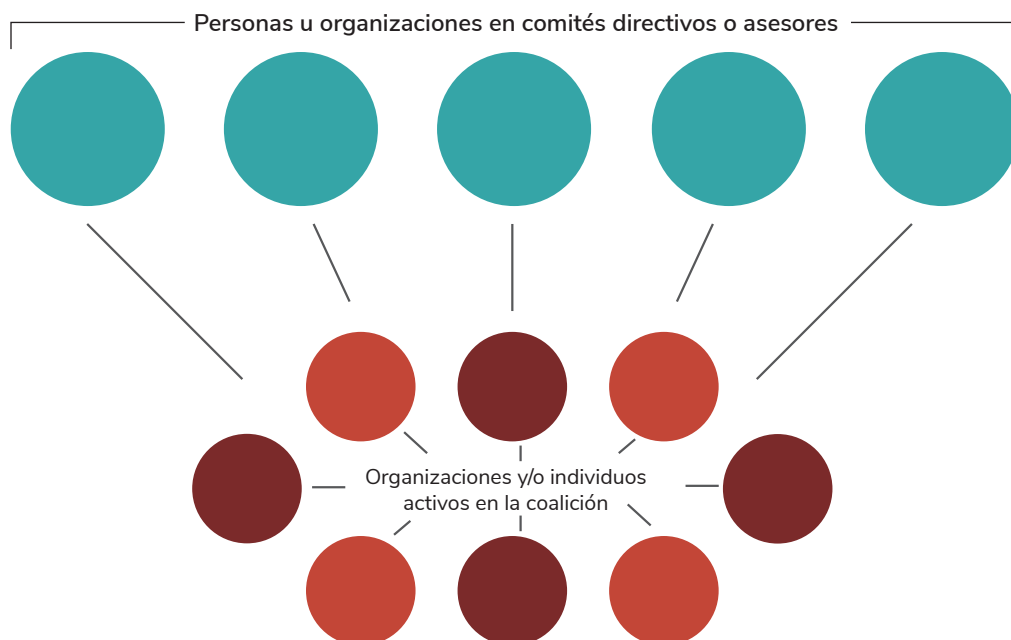 Personas u organizaciones en comités directivos o asesores
Organizaciones y/o individuos
activos en la coalición